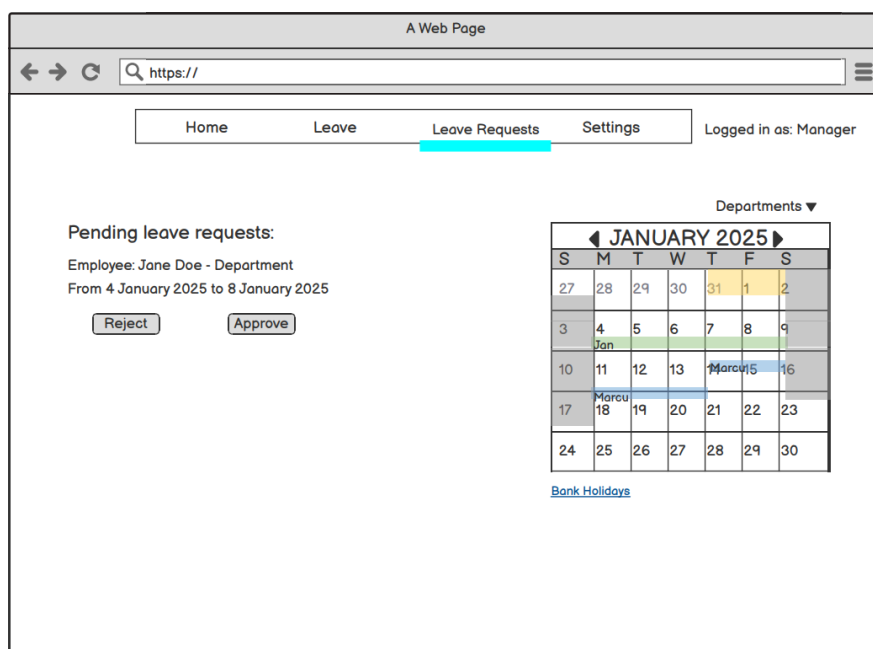 A Web Page
https://
Home Leave Leave Requests Settings Logged in as: Manager
Departments ▼
Pending leave requests:
Employee: Jane Doe - Department
From 4 January 2025 to 8 January 2025
Reject Approve
JANUARY 2025
S M T W T F S
27 28 29 30 31 1 2
3 4 5 6 7 8 9
Jan
10 11 12 13 14 15 16
Marcu
Marcu
17 18 19 20 21 22 23
24 25 26 27 28 29 30
Bank Holidays